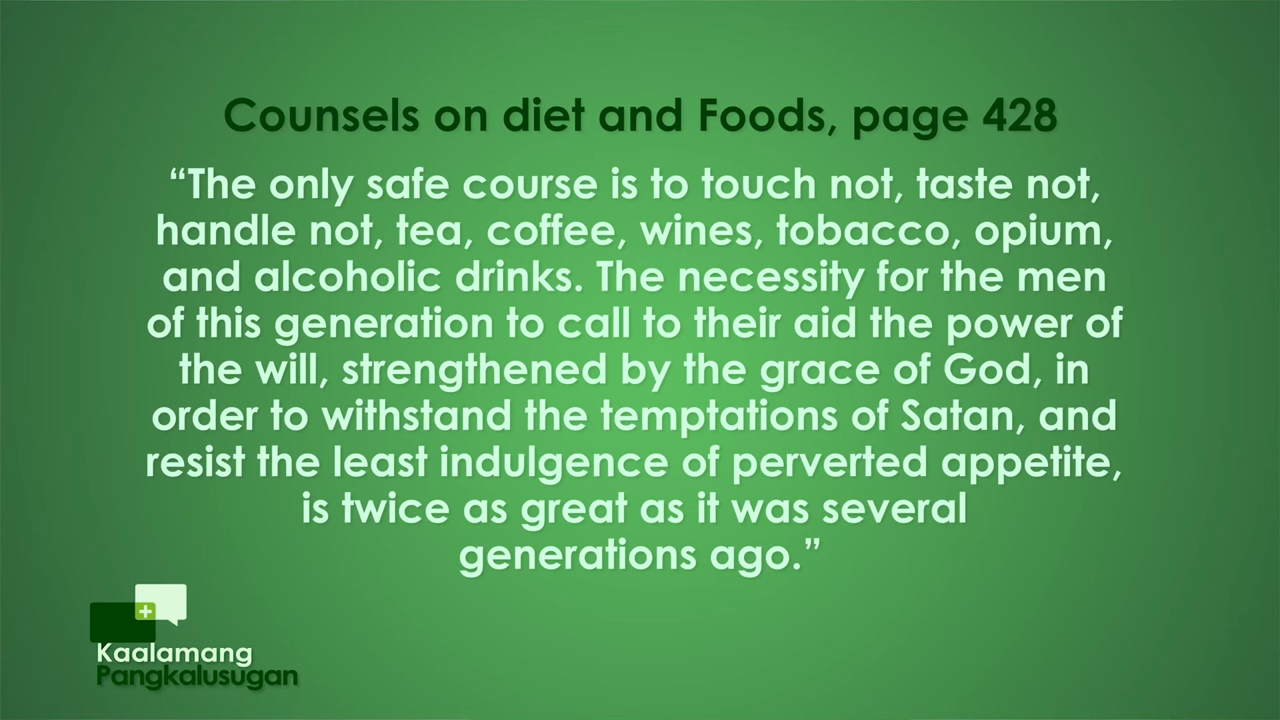 Counsels on diet and Foods, page 428
“The only safe course is to touch not, taste not,
handle not, tea, coffee, wines, tobacco, opium,
and alcoholic drinks. The necessity for the men
of this generation to call to their aid the power of
the will, strengthened by the grace of God, in
order to withstand the temptations of Satan, and
resist the least indulgence of perverted appetite,
is twice as great as it was several
generations ago.”
Kaalamang
Pangkalusugan